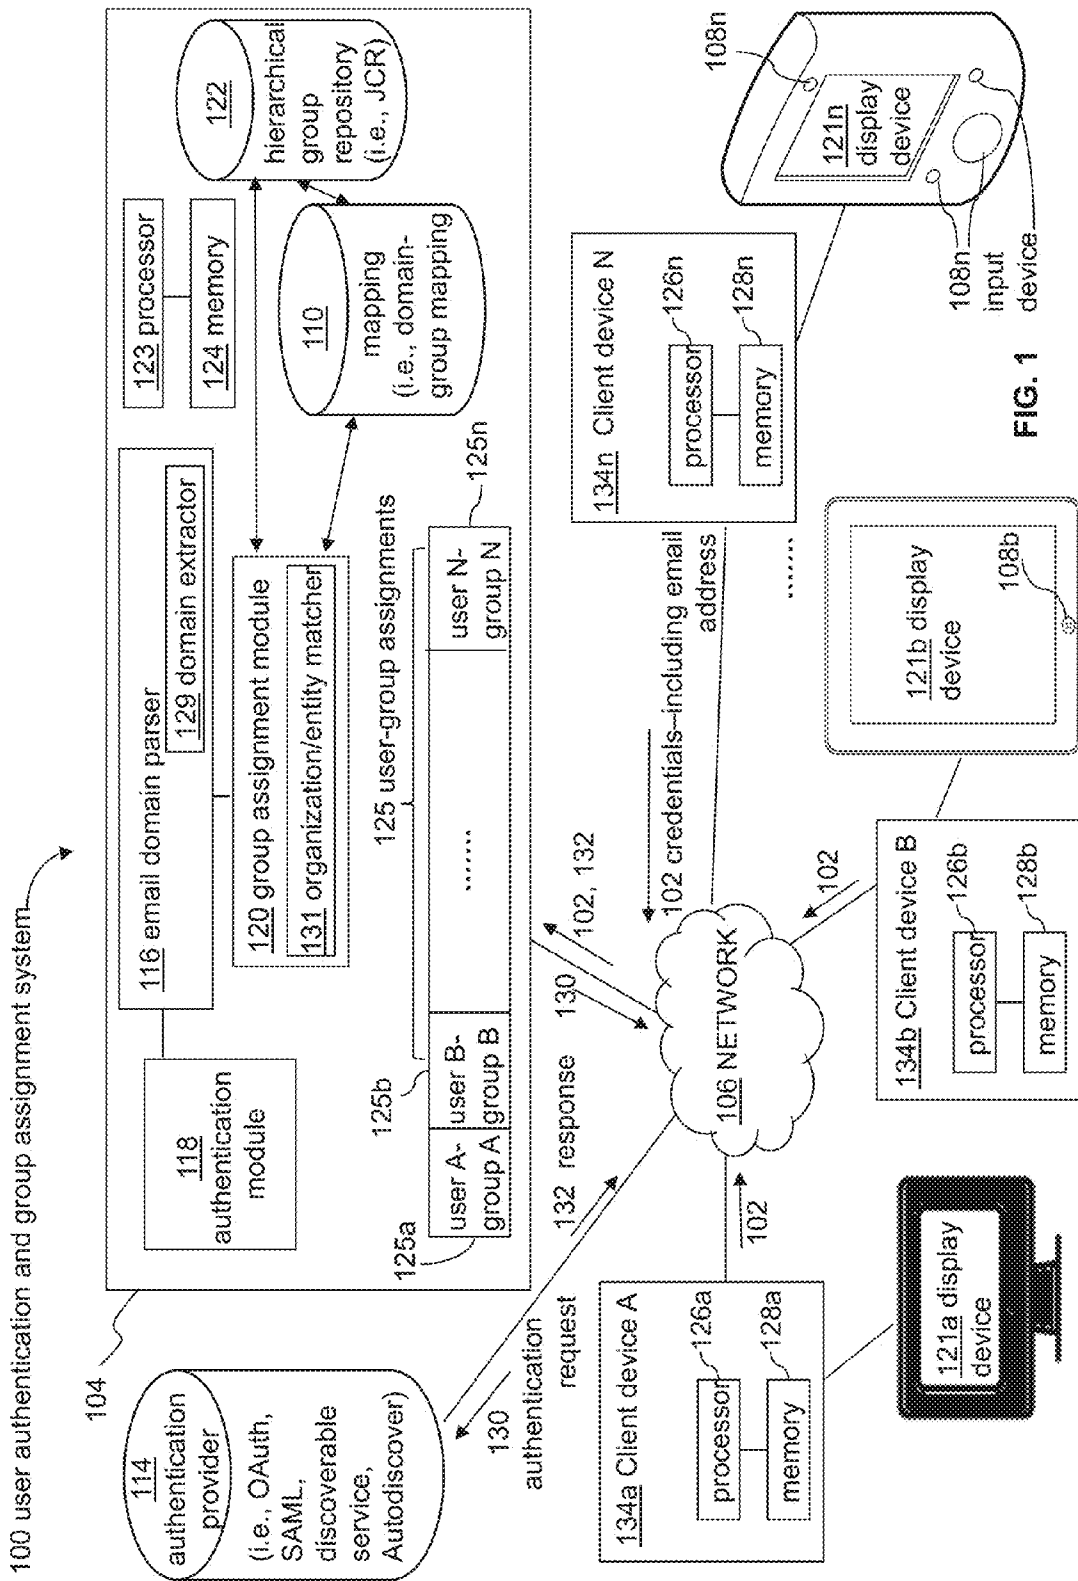 100 user authentication and group assignment system
104
114
authentication
provider
(i.e., OAuth,
SAML,
discoverable
service,
Autodiscover)
118
authentication
module
116 email domain parser
129 domain extractor
120 group assignment module
131 organization/entity matcher
123 processor
124 memory
122
hierarchical
group
repository
(i.e., JCR)
110
mapping
(i.e., domain-
group mapping
125 user-group assignments
125a
125b
125n
user A-
group A
user B-
group B
......
user N-
group N
130
authentication
request
132 response
130
102, 132
102 credentials–including email
address
106 NETWORK
102
102
134a Client device A
processor
126a
memory
128a
121a display
device
134b Client device B
processor
126b
memory
128b
121b display
device
108b
......
134n Client device N
processor
126n
memory
128n
121n
display
device
108n
108n
input
device
FIG. 1